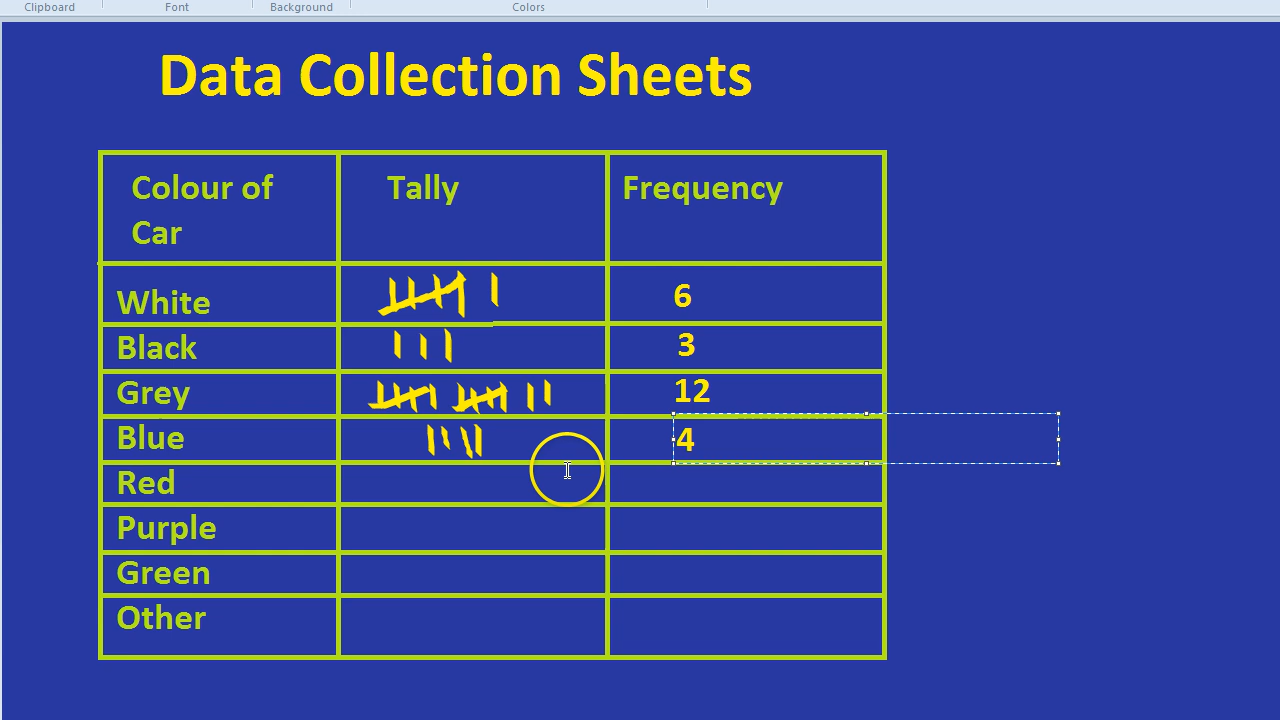 Clipboard Font Background Colors
Data Collection Sheets
Colour of Car Tally Frequency
White 6
Black 3
Grey 12
Blue 4
Red
Purple
Green
Other